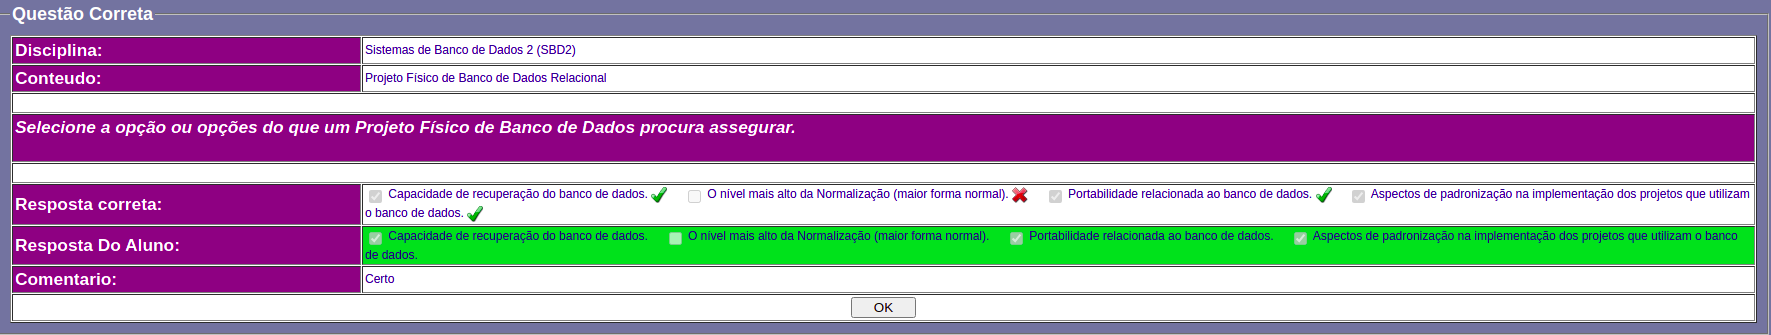 Questão Correta
Disciplina: Sistemas de Banco de Dados 2 (SBD2)
Conteudo: Projeto Físico de Banco de Dados Relacional
Selecione a opção ou opções do que um Projeto Físico de Banco de Dados procura assegurar.
Resposta correta: Capacidade de recuperação do banco de dados. O nível mais alto da Normalização (maior forma normal). Portabilidade relacionada ao banco de dados. Aspectos de padronização na implementação dos projetos que utilizam
o banco de dados.
Resposta Do Aluno: Capacidade de recuperação do banco de dados. O nível mais alto da Normalização (maior forma normal). Portabilidade relacionada ao banco de dados. Aspectos de padronização na implementação dos projetos que utilizam o banco
de dados.
Comentario: Certo
OK